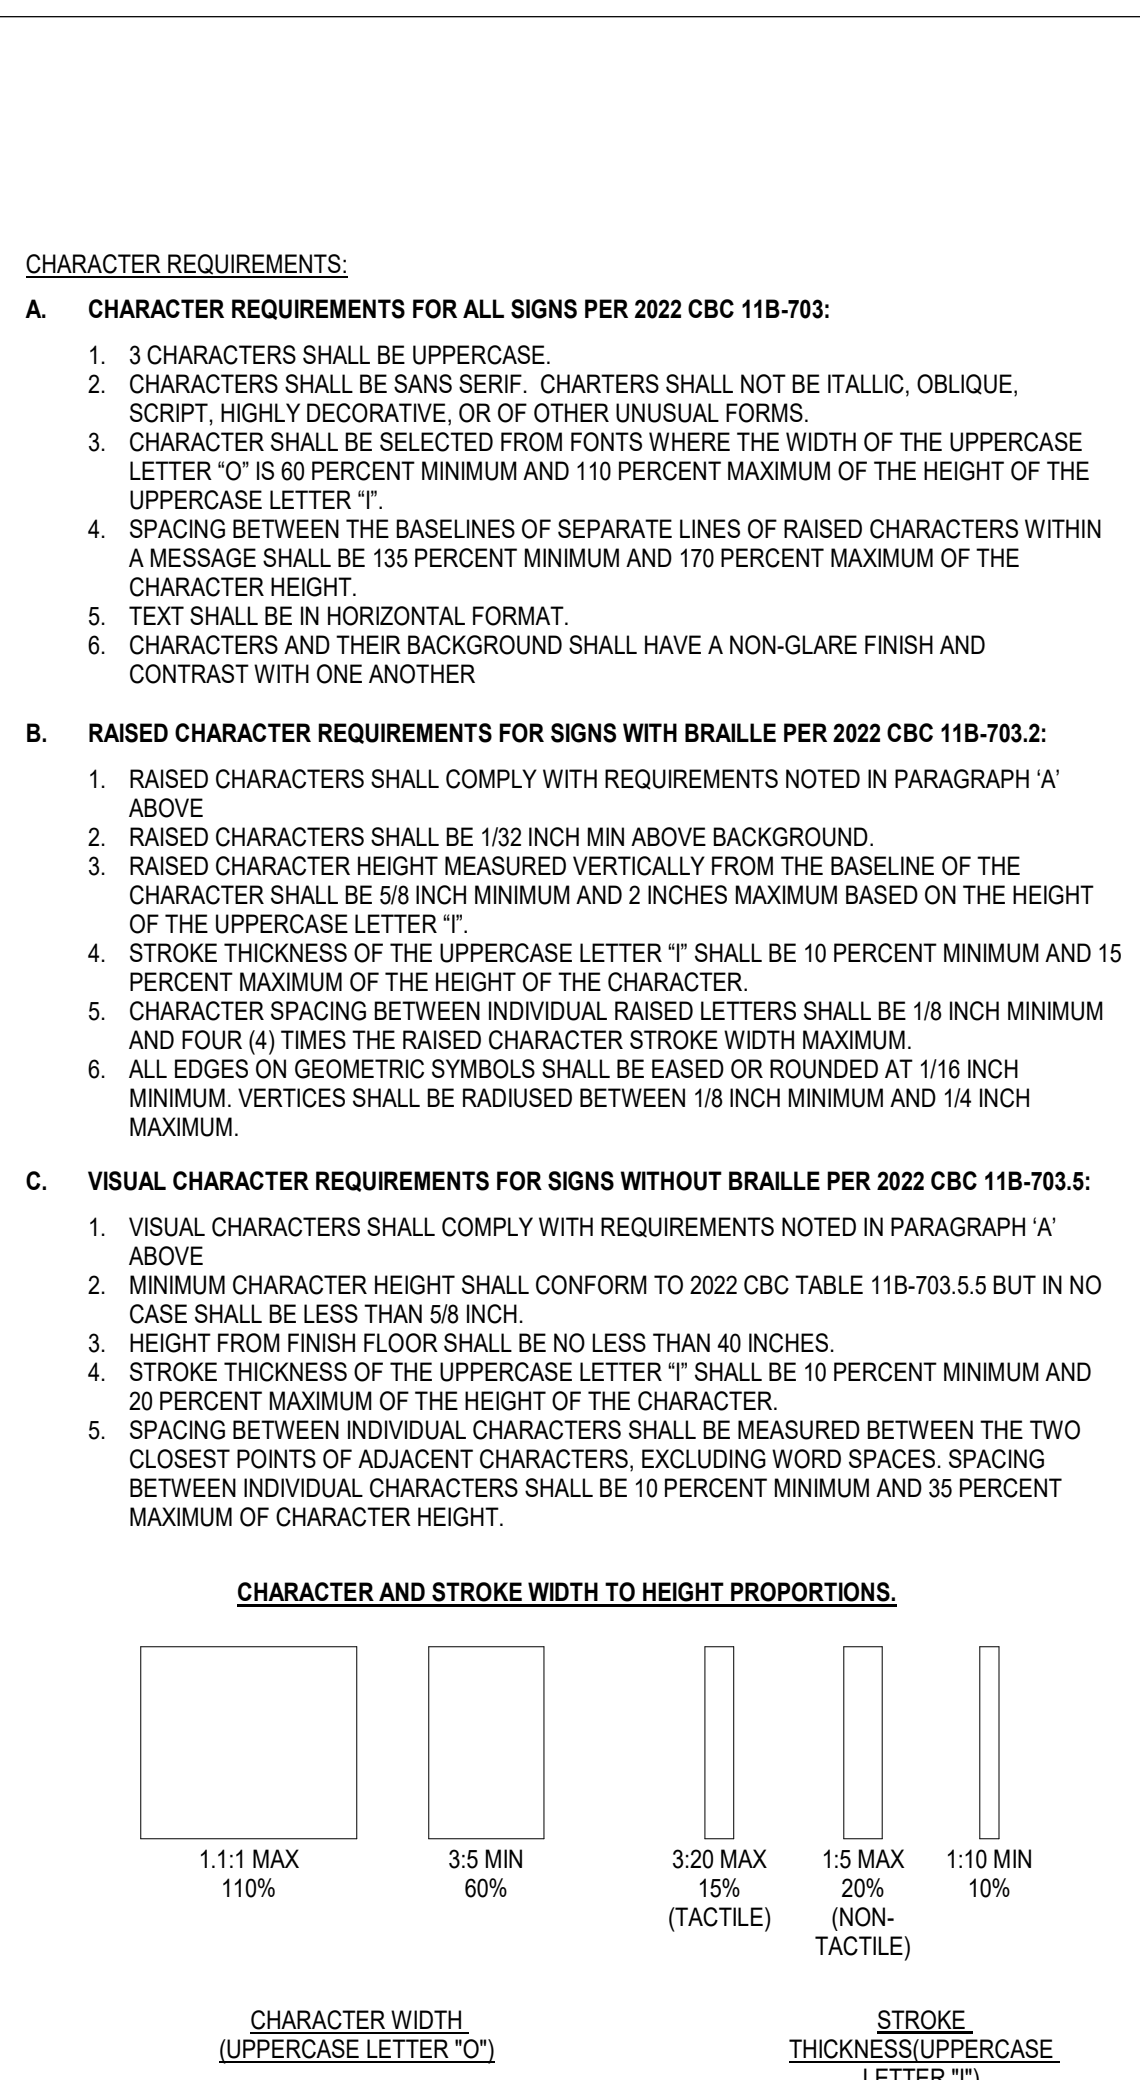 CHARACTER REQUIREMENTS:
A. CHARACTER REQUIREMENTS FOR ALL SIGNS PER 2022 CBC 11B-703:
1. 3 CHARACTERS SHALL BE UPPERCASE.
2. CHARACTERS SHALL BE SANS SERIF. CHARTERS SHALL NOT BE ITALLIC, OBLIQUE,
SCRIPT, HIGHLY DECORATIVE, OR OF OTHER UNUSUAL FORMS.
3. CHARACTER SHALL BE SELECTED FROM FONTS WHERE THE WIDTH OF THE UPPERCASE
LETTER “O” IS 60 PERCENT MINIMUM AND 110 PERCENT MAXIMUM OF THE HEIGHT OF THE
UPPERCASE LETTER “I”.
4. SPACING BETWEEN THE BASELINES OF SEPARATE LINES OF RAISED CHARACTERS WITHIN
A MESSAGE SHALL BE 135 PERCENT MINIMUM AND 170 PERCENT MAXIMUM OF THE
CHARACTER HEIGHT.
5. TEXT SHALL BE IN HORIZONTAL FORMAT.
6. CHARACTERS AND THEIR BACKGROUND SHALL HAVE A NON-GLARE FINISH AND
CONTRAST WITH ONE ANOTHER
B. RAISED CHARACTER REQUIREMENTS FOR SIGNS WITH BRAILLE PER 2022 CBC 11B-703.2:
1. RAISED CHARACTERS SHALL COMPLY WITH REQUIREMENTS NOTED IN PARAGRAPH ‘A’
ABOVE
2. RAISED CHARACTERS SHALL BE 1/32 INCH MIN ABOVE BACKGROUND.
3. RAISED CHARACTER HEIGHT MEASURED VERTICALLY FROM THE BASELINE OF THE
CHARACTER SHALL BE 5/8 INCH MINIMUM AND 2 INCHES MAXIMUM BASED ON THE HEIGHT
OF THE UPPERCASE LETTER “I”.
4. STROKE THICKNESS OF THE UPPERCASE LETTER “I” SHALL BE 10 PERCENT MINIMUM AND 15
PERCENT MAXIMUM OF THE HEIGHT OF THE CHARACTER.
5. CHARACTER SPACING BETWEEN INDIVIDUAL RAISED LETTERS SHALL BE 1/8 INCH MINIMUM
AND FOUR (4) TIMES THE RAISED CHARACTER STROKE WIDTH MAXIMUM.
6. ALL EDGES ON GEOMETRIC SYMBOLS SHALL BE EASED OR ROUNDED AT 1/16 INCH
MINIMUM. VERTICES SHALL BE RADIUSED BETWEEN 1/8 INCH MINIMUM AND 1/4 INCH
MAXIMUM.
C. VISUAL CHARACTER REQUIREMENTS FOR SIGNS WITHOUT BRAILLE PER 2022 CBC 11B-703.5:
1. VISUAL CHARACTERS SHALL COMPLY WITH REQUIREMENTS NOTED IN PARAGRAPH ‘A’
ABOVE
2. MINIMUM CHARACTER HEIGHT SHALL CONFORM TO 2022 CBC TABLE 11B-703.5.5 BUT IN NO
CASE SHALL BE LESS THAN 5/8 INCH.
3. HEIGHT FROM FINISH FLOOR SHALL BE NO LESS THAN 40 INCHES.
4. STROKE THICKNESS OF THE UPPERCASE LETTER “I” SHALL BE 10 PERCENT MINIMUM AND
20 PERCENT MAXIMUM OF THE HEIGHT OF THE CHARACTER.
5. SPACING BETWEEN INDIVIDUAL CHARACTERS SHALL BE MEASURED BETWEEN THE TWO
CLOSEST POINTS OF ADJACENT CHARACTERS, EXCLUDING WORD SPACES. SPACING
BETWEEN INDIVIDUAL CHARACTERS SHALL BE 10 PERCENT MINIMUM AND 35 PERCENT
MAXIMUM OF CHARACTER HEIGHT.
CHARACTER AND STROKE WIDTH TO HEIGHT PROPORTIONS.
1.1:1 MAX
110%
3:5 MIN
60%
3:20 MAX
15%
(TACTILE)
1:5 MAX
20%
(NON-
TACTILE)
1:10 MIN
10%
CHARACTER WIDTH
(UPPERCASE LETTER "O")
STROKE
THICKNESS(UPPERCASE
LETTER "I")